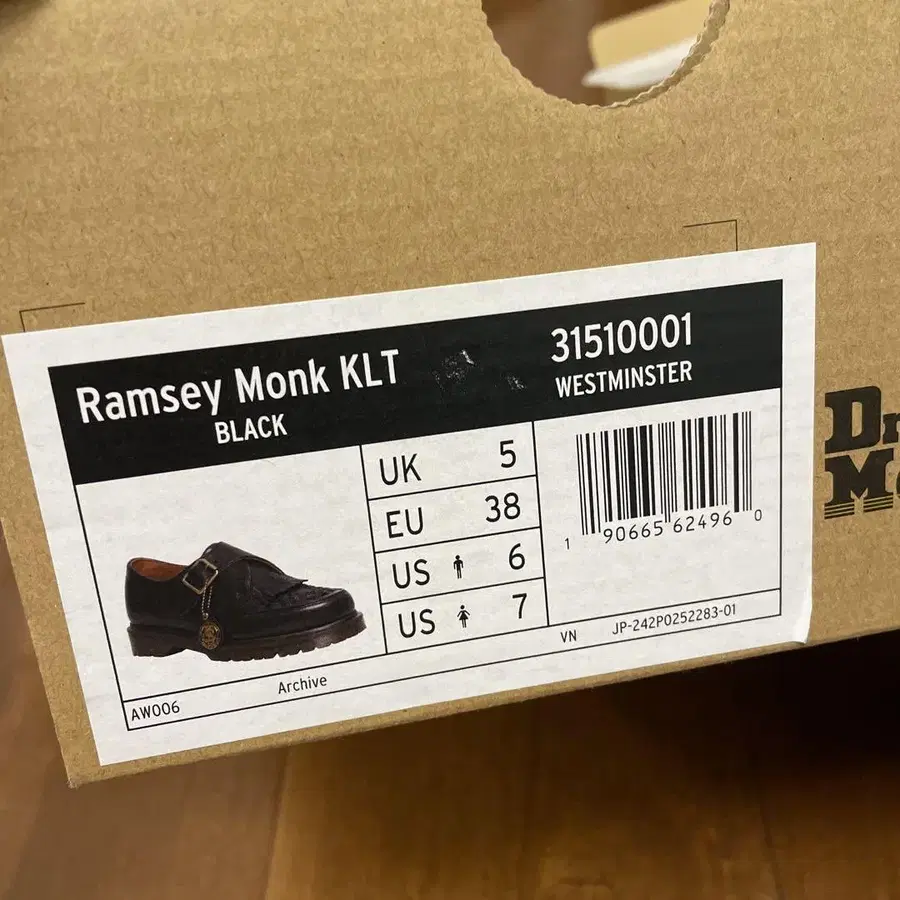 Ramsey Monk KLT
BLACK
31510001
WESTMINSTER
UK 5
EU 38
US 6
US 7
1 90665 62496 0
VN JP-242P0252283-01
AW006 Archive
Dr
M